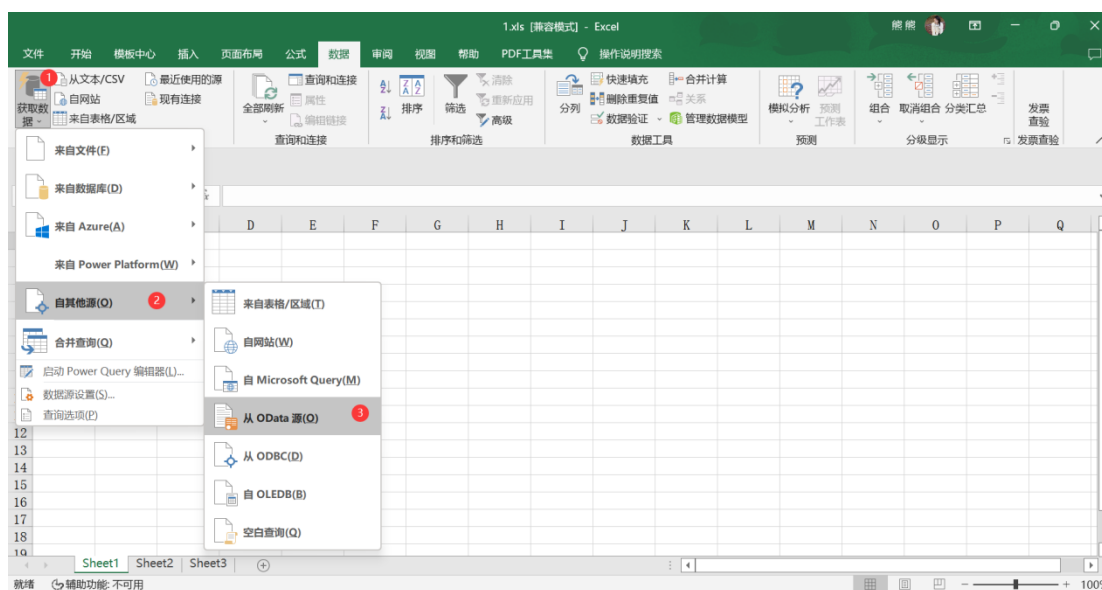 1.xls [兼容模式] - Excel 熊 熊
文件 开始 模板中心 插入 页面布局 公式 数据 审阅 视图 帮助 PDF工具集 操作说明搜索
1 从文本/CSV 最近使用的源 查询和连接 清除 快速填充 合并计算
获取数据 自网站 现有连接 全部刷新 属性 排序 筛选 重新应用 分列 删除重复值 关系 模拟分析 预测工作表 组合 取消组合 分类汇总 发票查验
来自表格/区域 编辑链接 高级 数据验证 管理数据模型
查询和连接 排序和筛选 数据工具 预测 分级显示 发票查验
来自文件(F)
来自数据库(D)
来自 Azure(A)
D E F G H I J K L M N O P Q
来自 Power Platform(W)
自其他源(O) 2
来自表格/区域(T)
合并查询(Q)
自网站(W)
启动 Power Query 编辑器(L)...
自 Microsoft Query(M)
数据源设置(S)...
查询选项(P)
从 OData 源(O) 3
12
13
从 ODBC(D)
14
15
自 OLEDB(B)
16
17
空白查询(Q)
18
19
Sheet1 Sheet2 Sheet3
就绪 辅助功能: 不可用 100%